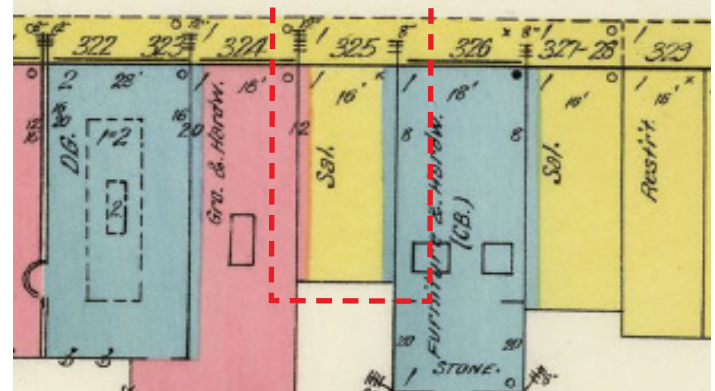 322 323 324 325 326 327-28 329
2 28' 1 16' 1 16' 1 18' 1 16' 1 16'
D.G.
1=2
2
Gro. & Hardw.
Sal.
Furniture & Hardw.
(CB.)
Sal.
Restr't.
16 20 12 8 8
20 20
STONE.